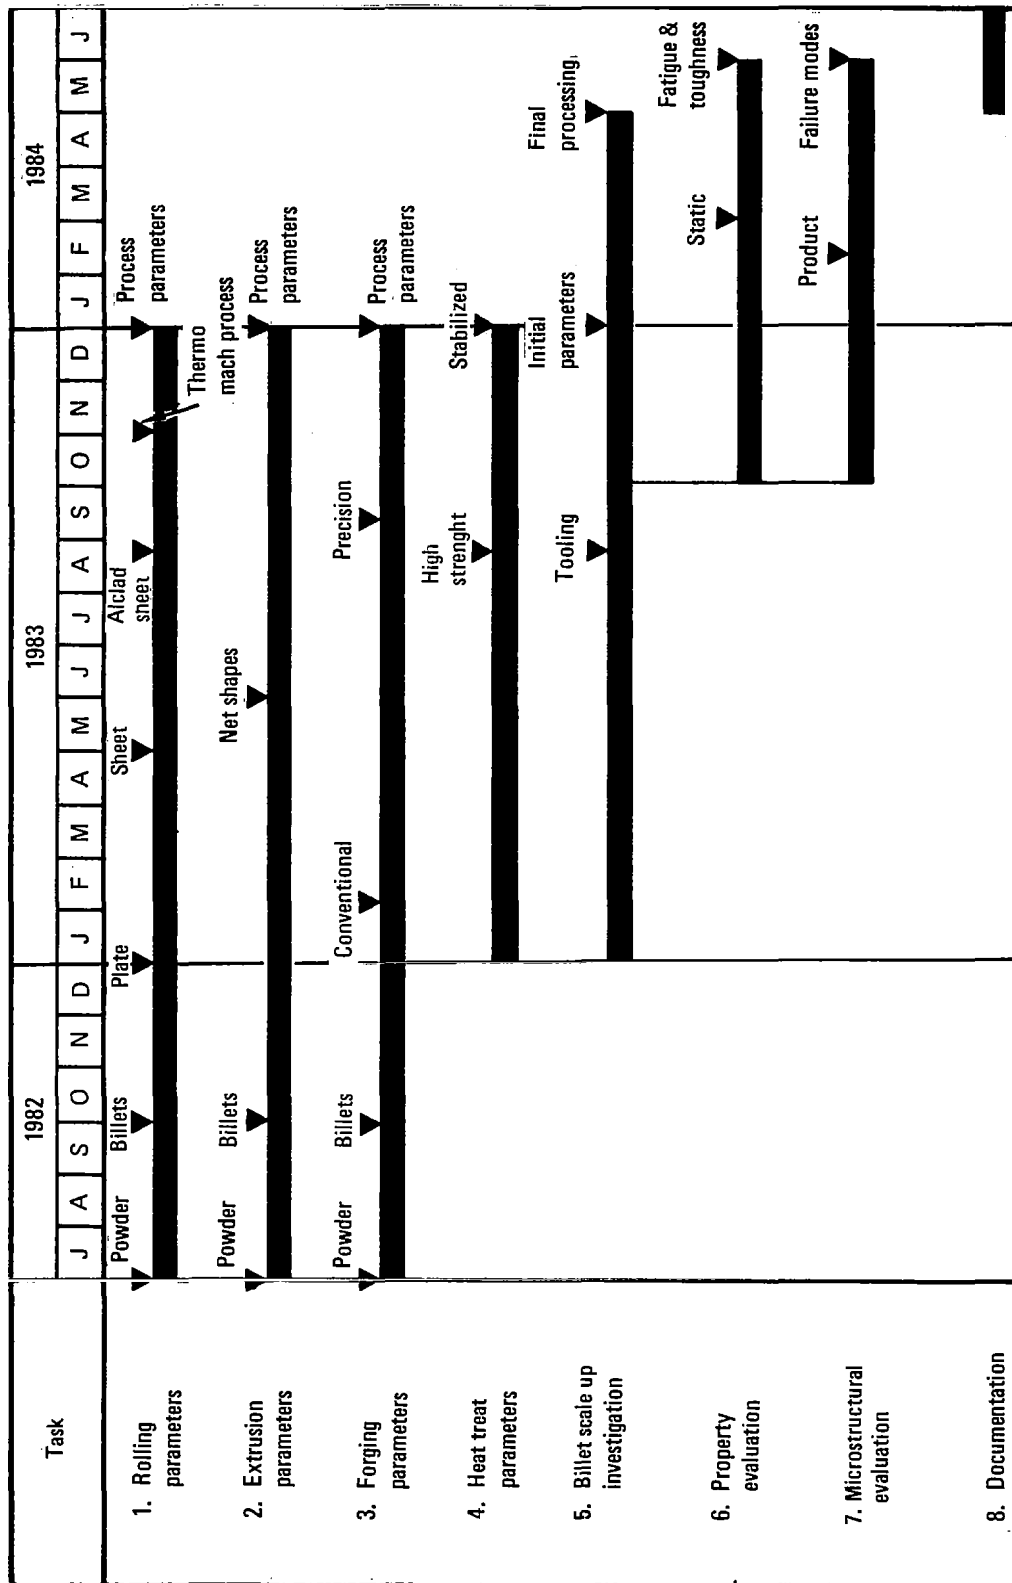 Task
1982
1983
1984
J A S O N D J F M A M J J A S O N D J F M A M J
1. Rolling
parameters
Powder
Billets
Plate
Sheet
Alclad
sheet
Thermo
mach process
Process
parameters
2. Extrusion
parameters
Powder
Billets
Net shapes
Process
parameters
3. Forging
parameters
Powder
Billets
Conventional
Precision
Process
parameters
4. Heat treat
parameters
High
strenght
Stabilized
5. Billet scale up
investigation
Tooling
Initial
parameters
Final
processing
6. Property
evaluation
Static
Fatigue &
toughness
7. Microstructural
evaluation
Product
Failure modes
8. Documentation